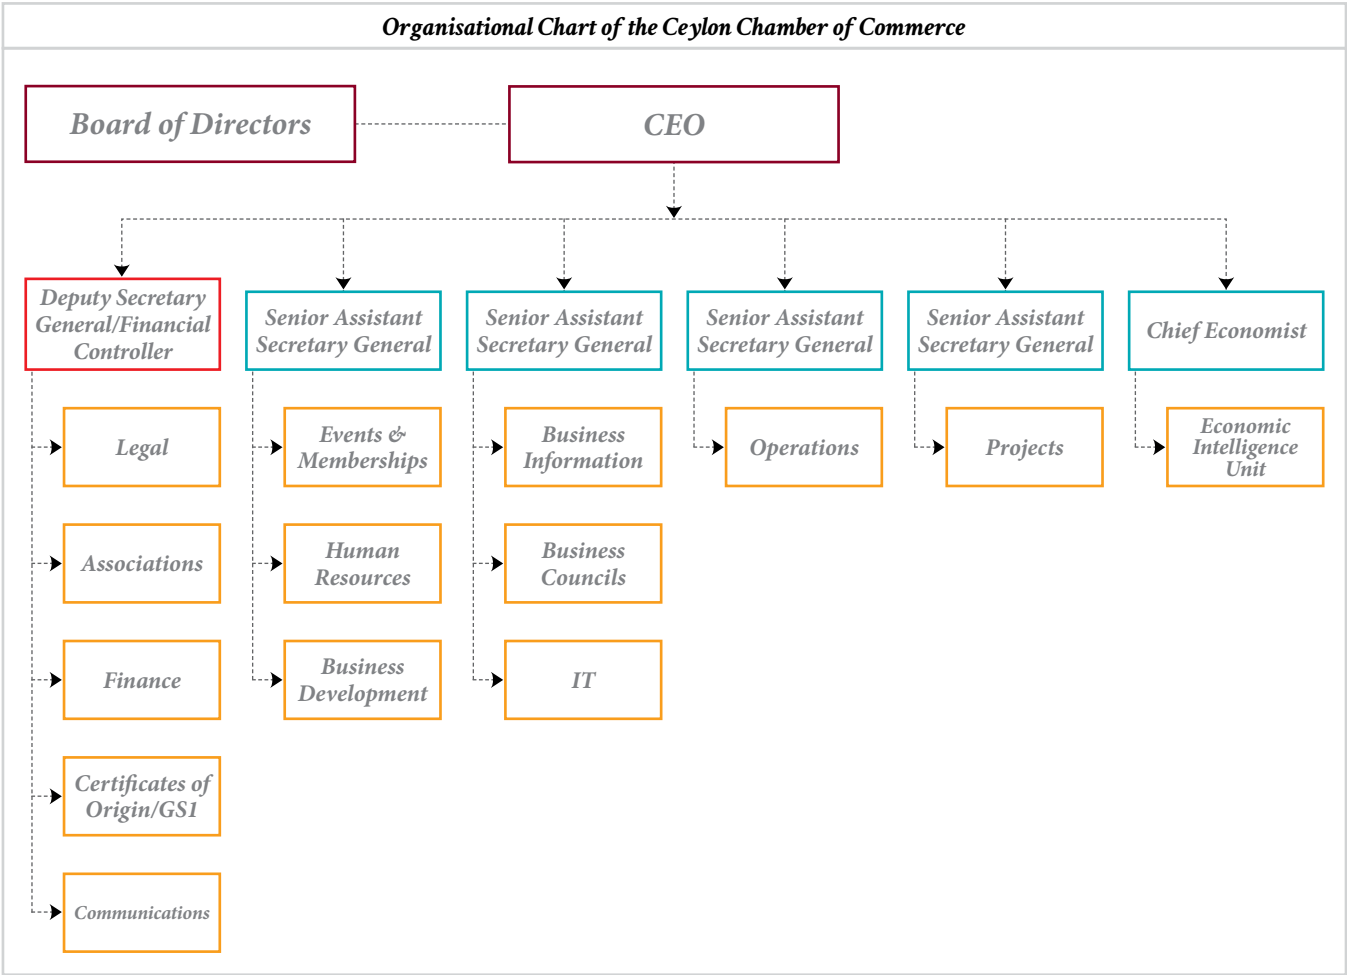 Organisational Chart of the Ceylon Chamber of Commerce
Board of Directors
CEO
Deputy Secretary
General/Financial
Controller
Senior Assistant
Secretary General
Senior Assistant
Secretary General
Senior Assistant
Secretary General
Senior Assistant
Secretary General
Chief Economist
Legal
Associations
Finance
Certificates of
Origin/GS1
Communications
Events &
Memberships
Human
Resources
Business
Development
Business
Information
Business
Councils
IT
Operations
Projects
Economic
Intelligence
Unit